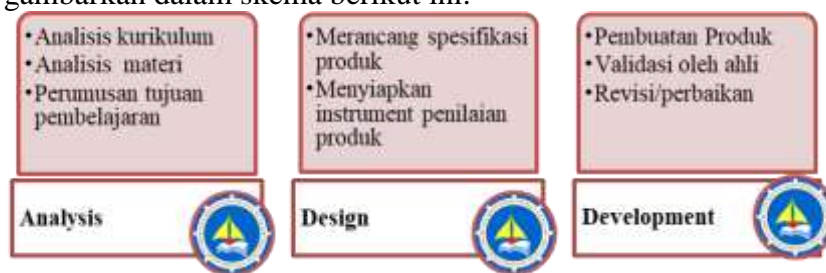 gambarkan dalam skema berikut ini.
•Analisis kurikulum
•Analisis materi
•Perumusan tujuan
pembelajaran
Analysis
•Merancang spesifikasi
produk
•Menyiapkan
instrument penilaian
produk
Design
•Pembuatan Produk
•Validasi oleh ahli
•Revisi/perbaikan
Development